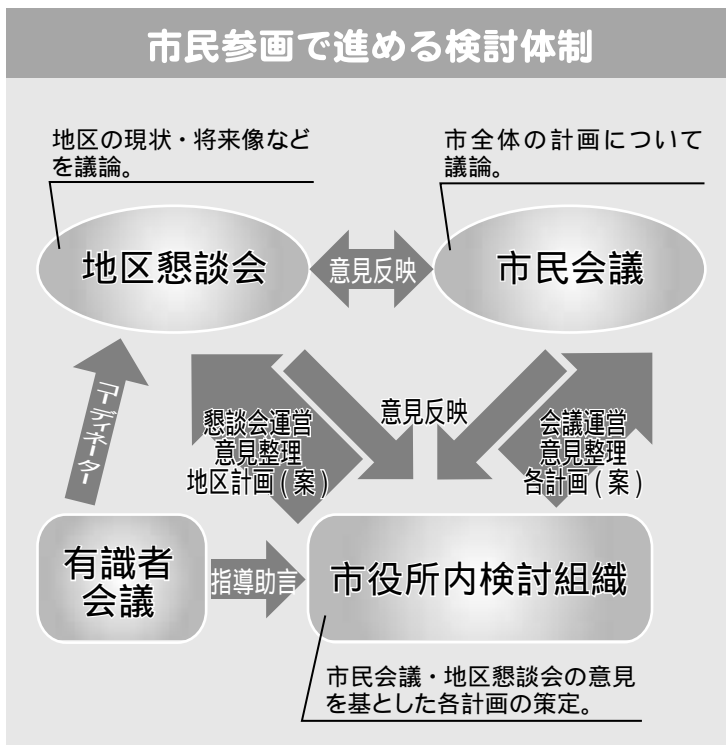 市民参画で進める検討体制
地区の現状・将来像など
を議論。
市全体の計画について
議論。
地区懇談会
意見反映
市民会議
コーディネーター
懇談会運営
意見整理
地区計画(案)
意見反映
会議運営
意見整理
各計画(案)
有識者
会議
指導助言
市役所内検討組織
市民会議・地区懇談会の意見
を基とした各計画の策定。